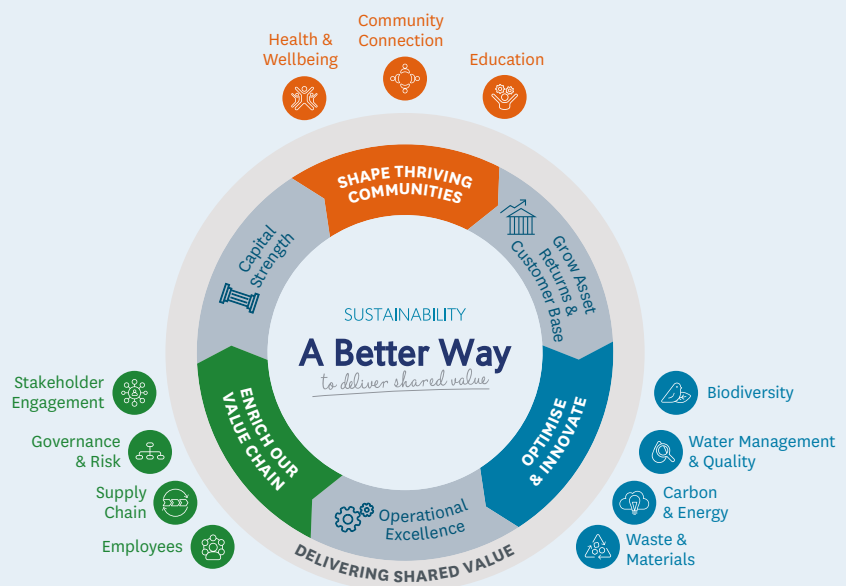 Community
Connection
Health &
Wellbeing
Education
SHAPE THRIVING
COMMUNITIES
Capital
Strength
Grow Asset
Returns &
Customer Base
SUSTAINABILITY
A Better Way
to deliver shared value
Stakeholder
Engagement
Governance
& Risk
Supply
Chain
Employees
ENRICH OUR
VALUE CHAIN
OPTIMISE
& INNOVATE
Biodiversity
Water Management
& Quality
Carbon
& Energy
Waste &
Materials
Operational
Excellence
DELIVERING SHARED VALUE